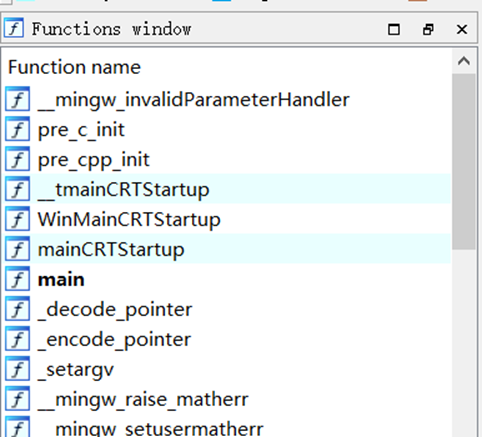 Functions window
Function name
__mingw_invalidParameterHandler
pre_c_init
pre_cpp_init
__tmainCRTStartup
WinMainCRTStartup
mainCRTStartup
main
_decode_pointer
_encode_pointer
_setargv
__mingw_raise_matherr
__mingw_setusermatherr